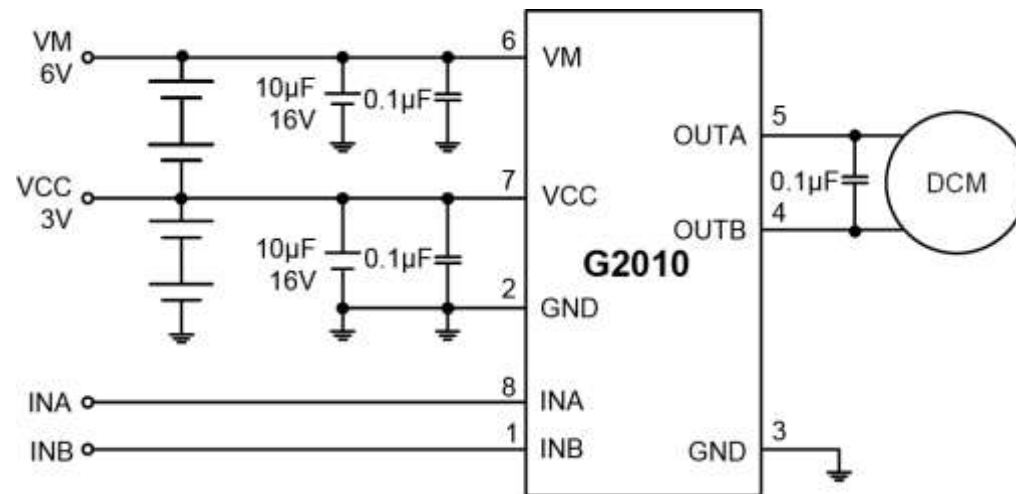 VM
6V
6
VM
10µF
16V
0.1µF
5
OUTA
VCC
3V
7
VCC
0.1µF
DCM
4
OUTB
10µF
16V
0.1µF
G2010
2
GND
INA
8
INA
INB
1
INB
3
GND